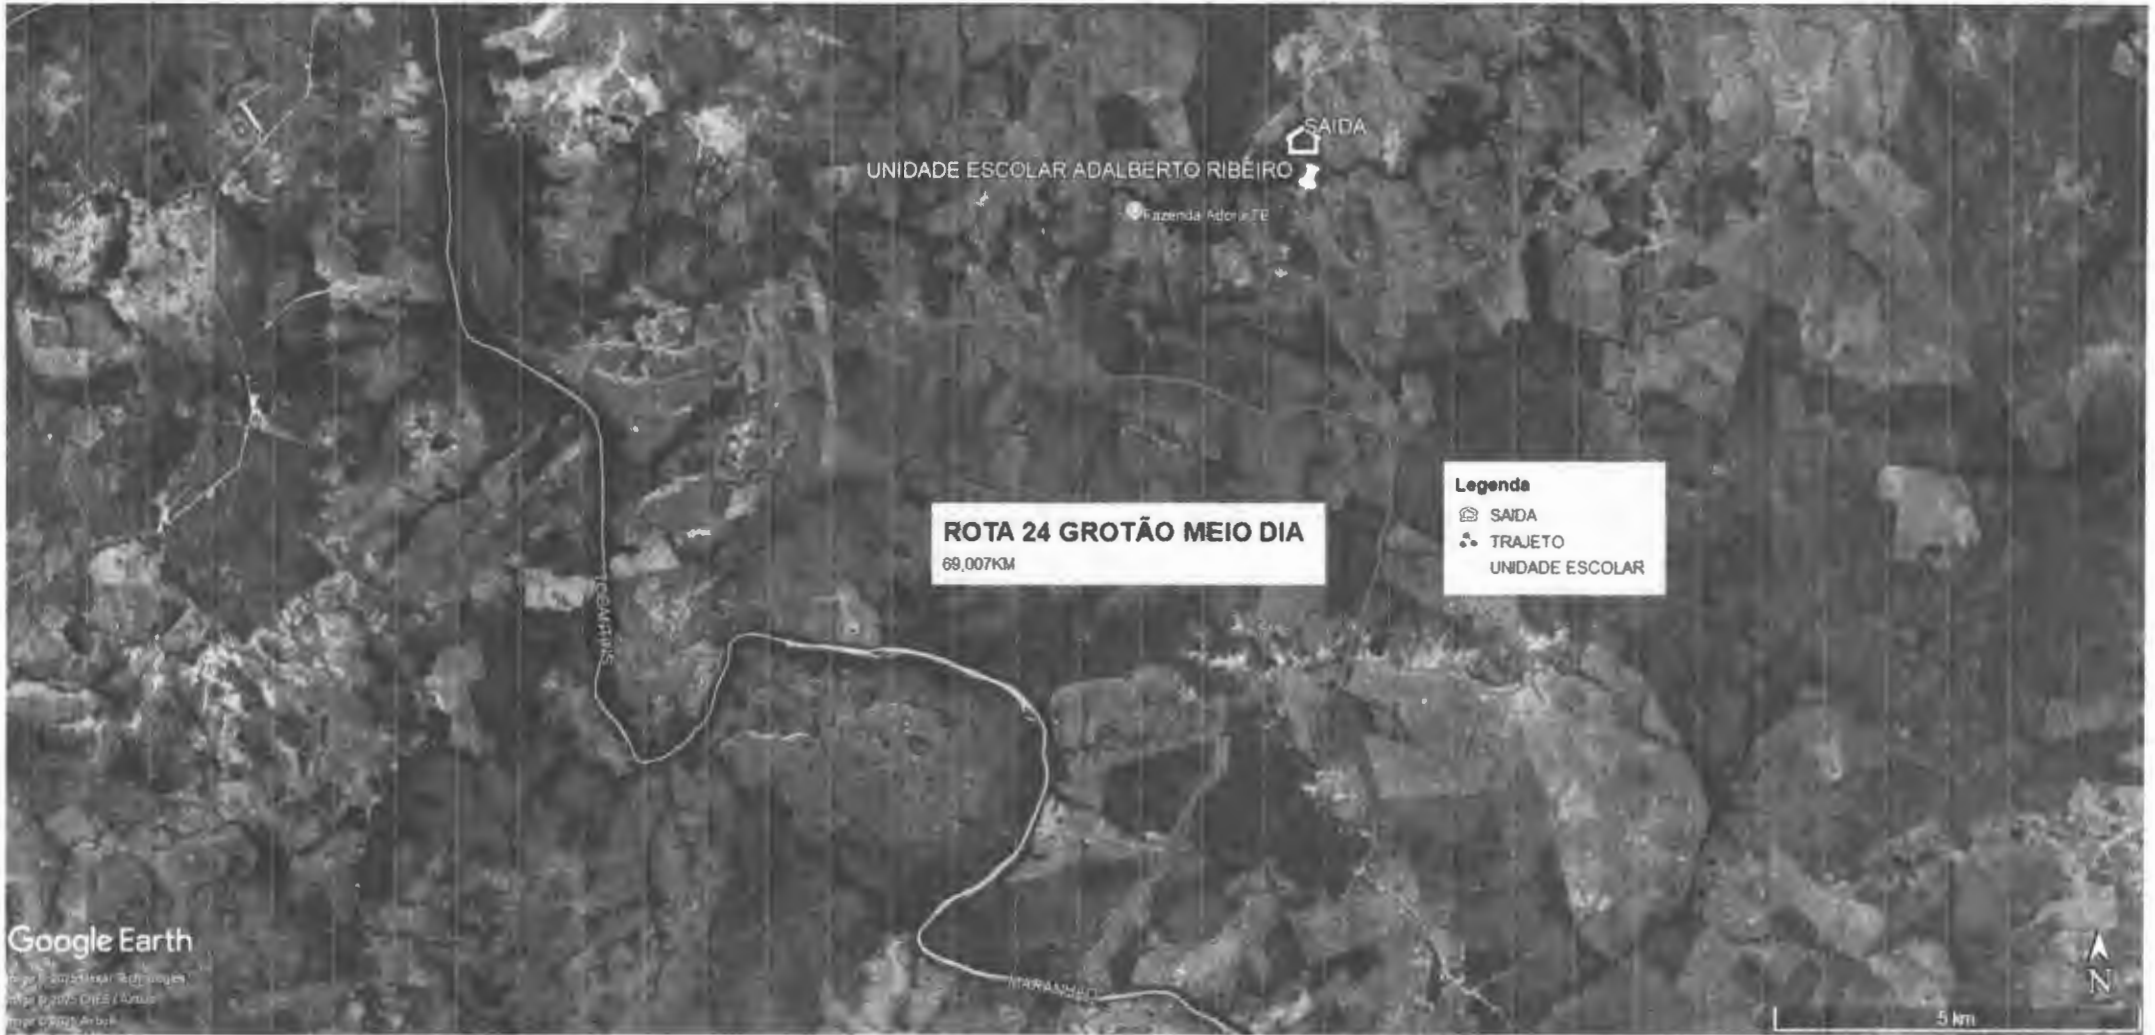 SAIDA
UNIDADE ESCOLAR ADALBERTO RIBEIRO
Fazenda
ROTA 24 GROTÃO MEIO DIA
69,007KM
Legenda
SAIDA
TRAJETO
UNIDADE ESCOLAR
TOCANTINS
MARANHÃO
Google Earth
N
5 km